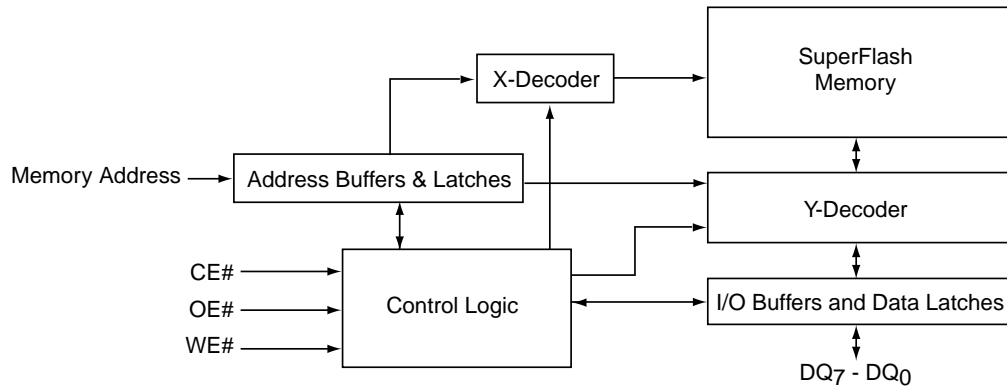 SuperFlash
Memory
X-Decoder
Memory Address
Address Buffers & Latches
Y-Decoder
CE#
OE#
WE#
Control Logic
I/O Buffers and Data Latches
DQ7 - DQ0